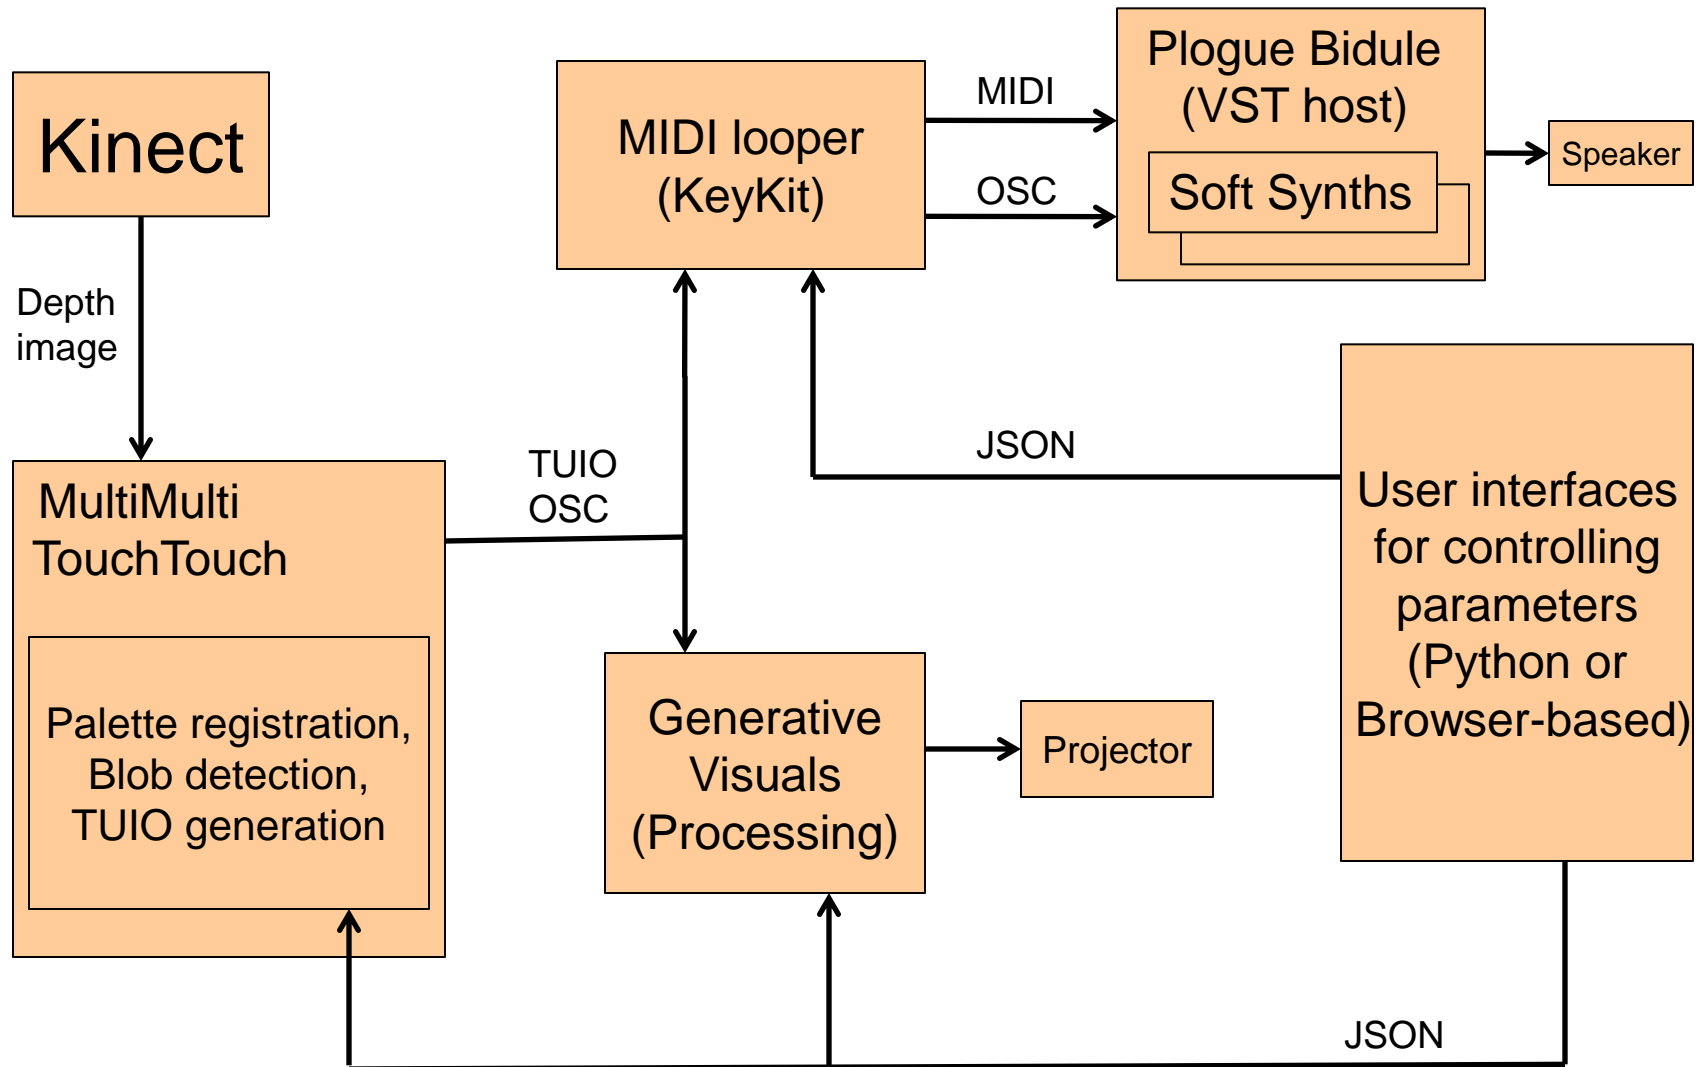 Kinect
Depth
image
MultiMulti
TouchTouch
Palette registration,
Blob detection,
TUIO generation
TUIO
OSC
MIDI looper
(KeyKit)
MIDI
OSC
Plogue Bidule
(VST host)
Soft Synths
Speaker
JSON
Generative
Visuals
(Processing)
Projector
User interfaces
for controlling
parameters
(Python or
Browser-based)
JSON